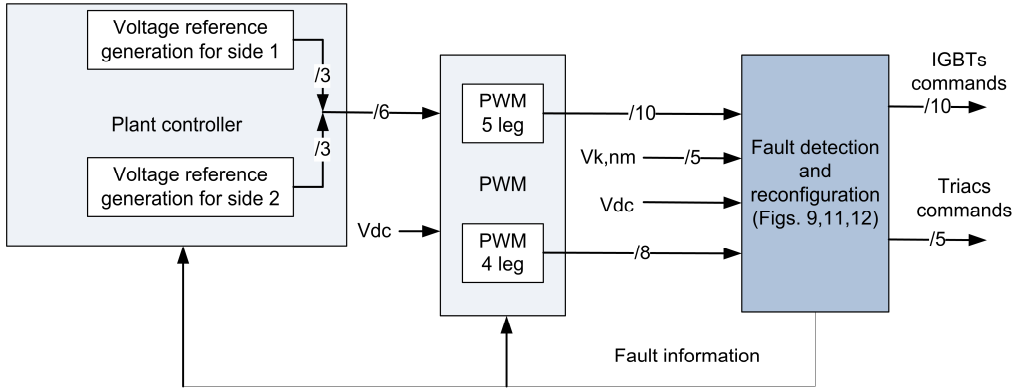 Voltage reference
generation for side 1
/3
Plant controller
/6
/3
Voltage reference
generation for side 2
Vdc
PWM
5 leg
PWM
PWM
4 leg
/10
Vk,nm
/5
Vdc
/8
Fault detection
and
reconfiguration
(Figs. 9,11,12)
IGBTs
commands
/10
Triacs
commands
/5
Fault information